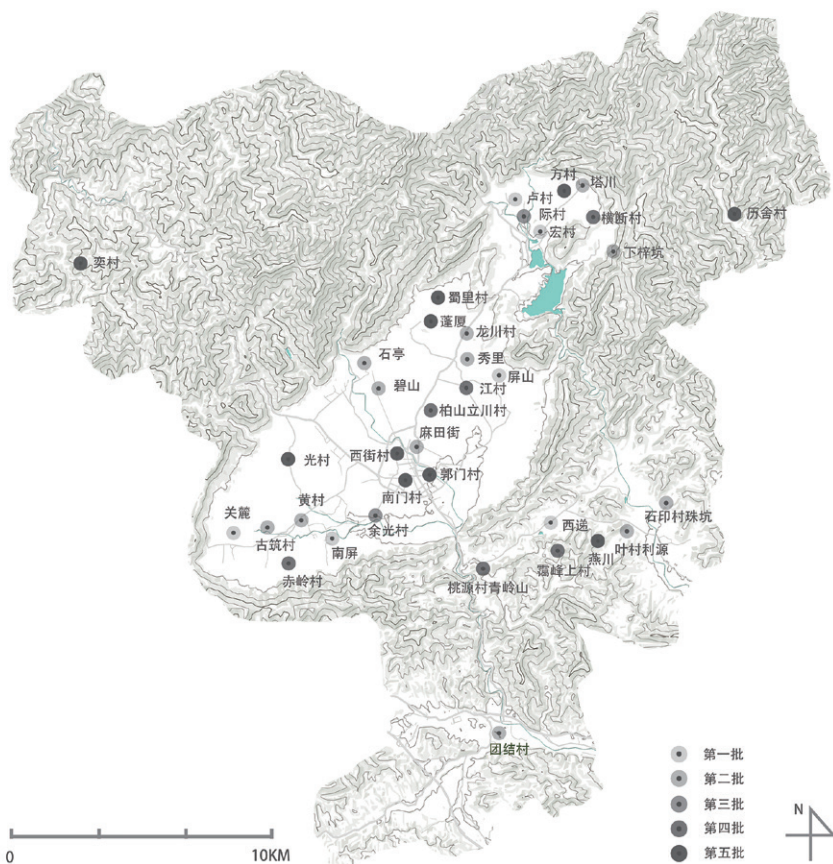 万村
塔川
卢村
际村
横断村
历舍村
宏村
下梓坑
奕村
蜀里村
蓬厦
龙川村
石亭
秀里
屏山
碧山
江村
柏山立川村
麻田街
西街村
光村
郭门村
南门村
石印村珠坑
关麓
黄村
余光村
西递
叶村利源
古筑村
南屏
燕川
霭峰上村
赤岭村
桃源村青岭山
团结村
第一批
第二批
第三批
第四批
第五批
N
0
10KM